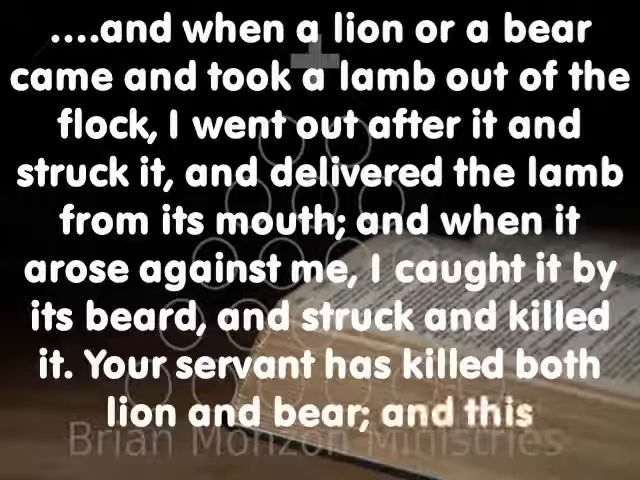 ....and when a lion or a bear
came and took a lamb out of the
flock, I went out after it and
struck it, and delivered the lamb
from its mouth; and when it
arose against me, I caught it by
its beard, and struck and killed
it. Your servant has killed both
lion and bear; and this
Brian Monzon Ministries